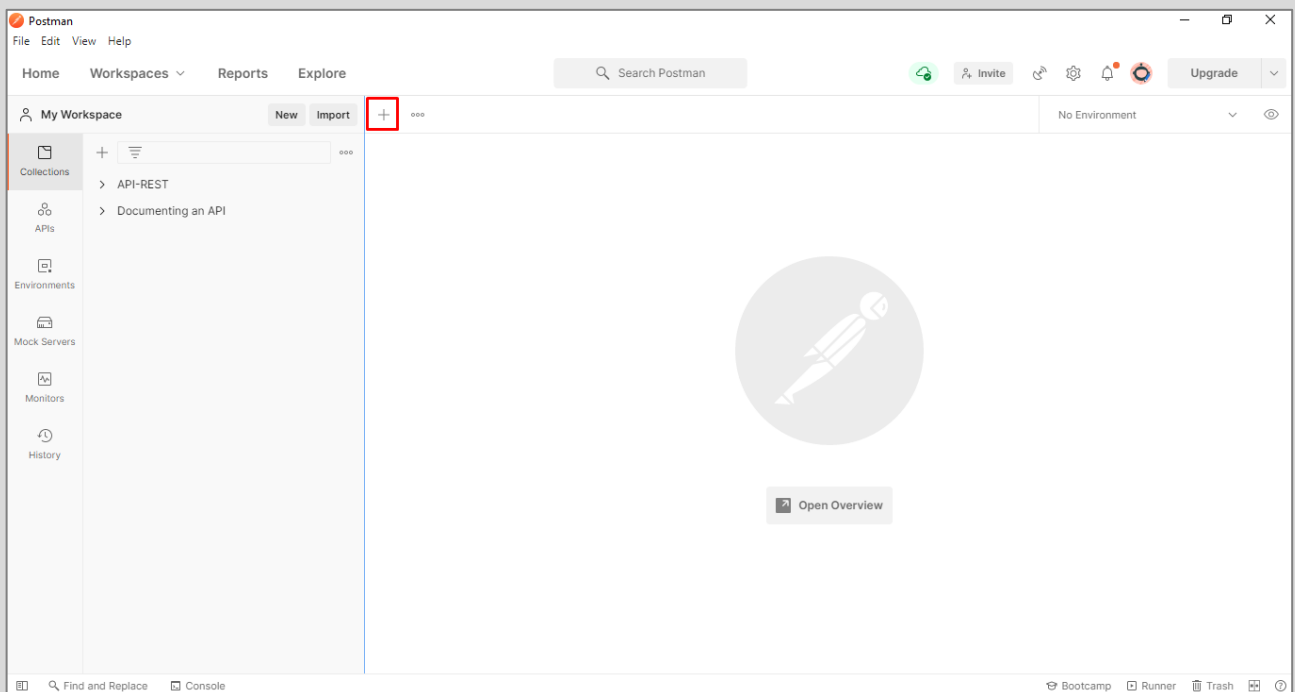 Postman
File Edit View Help
Home Workspaces Reports Explore Search Postman Invite Upgrade
My Workspace New Import No Environment
Collections
API-REST
Documenting an API
APIs
Environments
Mock Servers
Monitors
History
Open Overview
Find and Replace Console Bootcamp Runner Trash